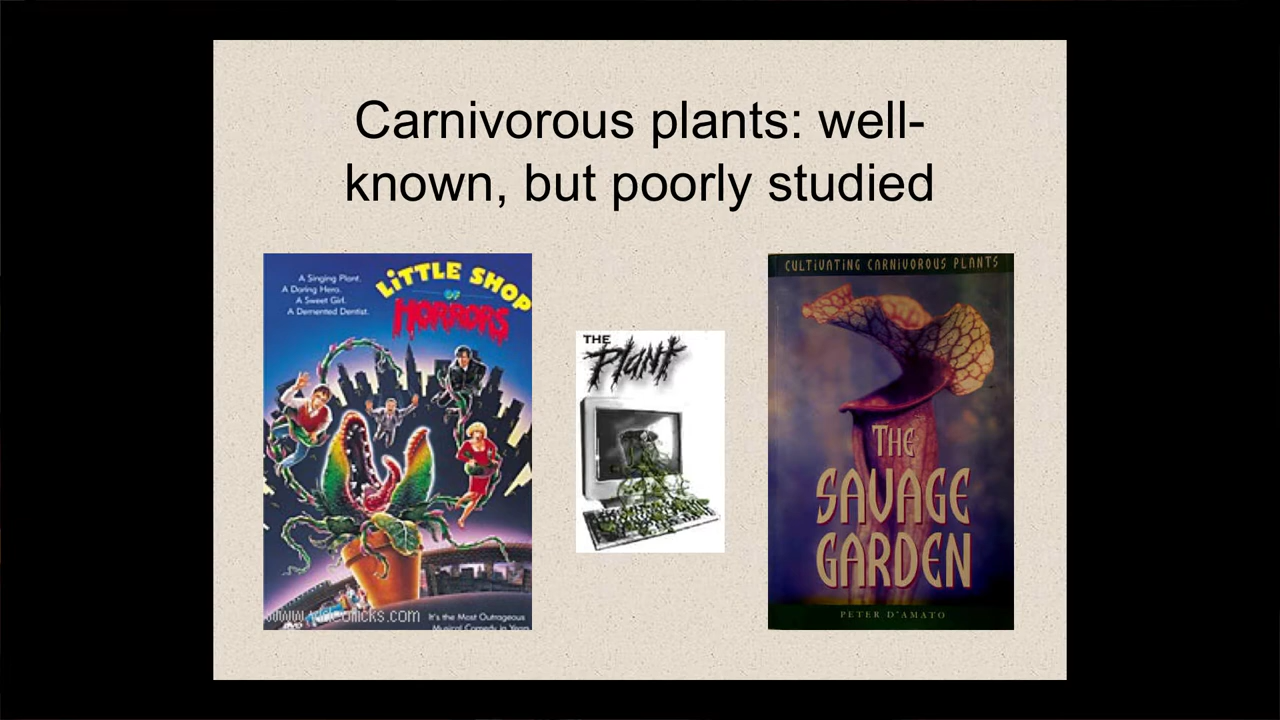 Carnivorous plants: well-
known, but poorly studied
A Singing Plant.
A Daring Hero.
A Sweet Girl.
A Demented Dentist.
LiTTLE SHOP
OF
HORRORS
It's the Most Outrageous
Musical Comedy in Years
THE
Plant
CULTIVATING CARNIVOROUS PLANTS
THE
SAVAGE
GARDEN
PETER D'AMATO